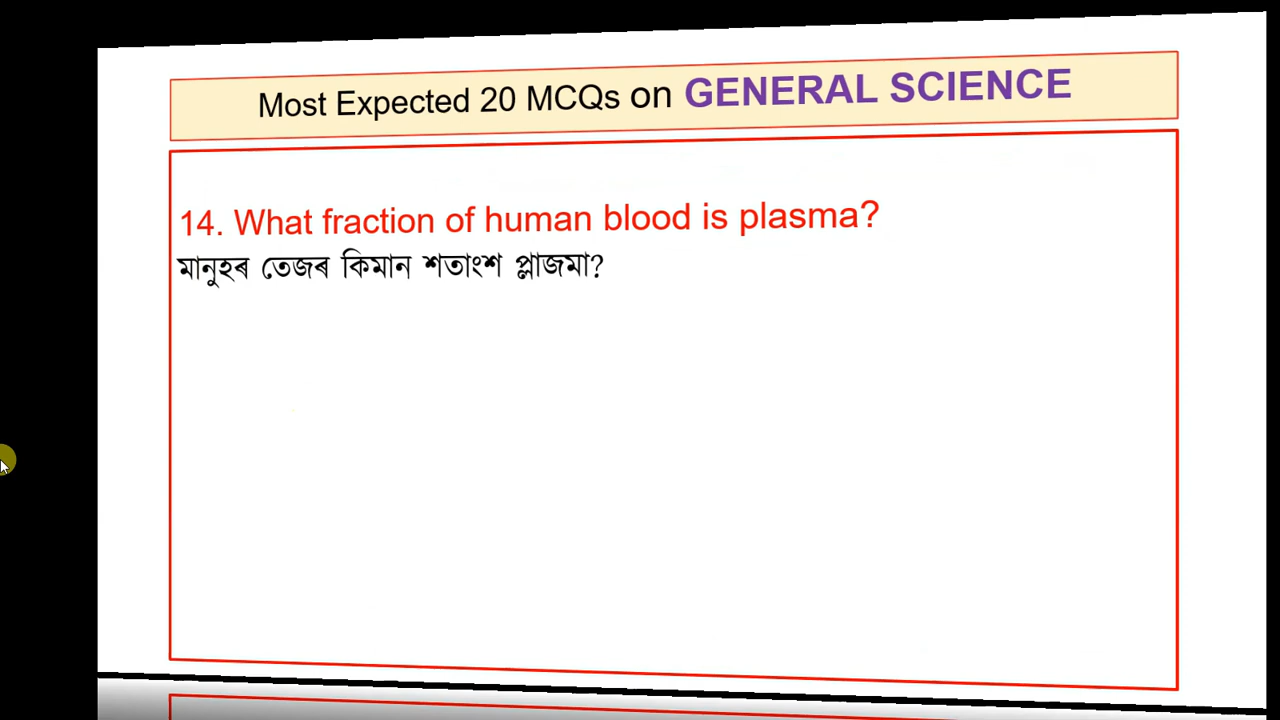 Most Expected 20 MCQs on GENERAL SCIENCE
14. What fraction of human blood is plasma?
মানুহৰ তেজৰ কিমান শতাংশ প্লাজমা?